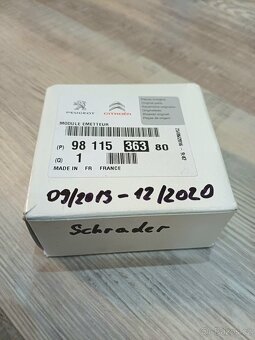 PEUGEOT
CITROËN
MODULE EMETTEUR
(P) 98 115 363 80
(Q) 1
MADE IN FR FRANCE
09/2013 - 12/2020
Schrader